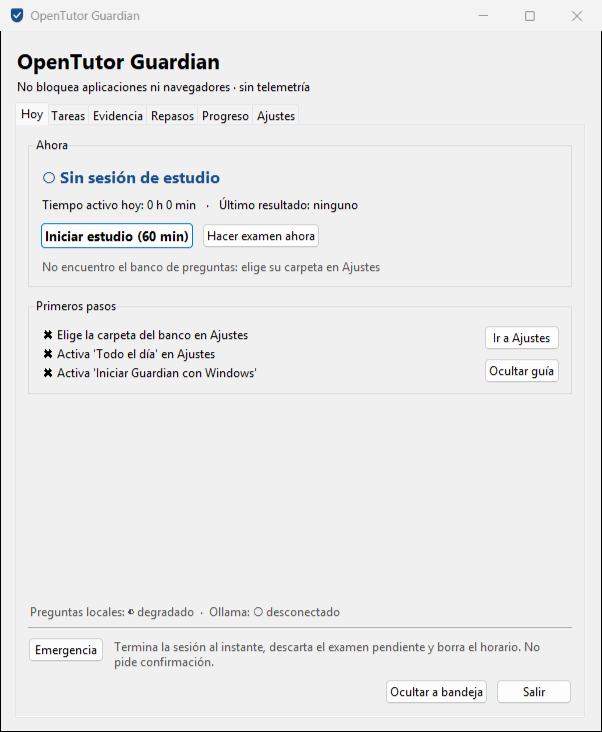 OpenTutor Guardian
OpenTutor Guardian
No bloquea aplicaciones ni navegadores · sin telemetría
Hoy Tareas Evidencia Repasos Progreso Ajustes
Ahora
○ Sin sesión de estudio
Tiempo activo hoy: 0 h 0 min · Último resultado: ninguno
Iniciar estudio (60 min) Hacer examen ahora
No encuentro el banco de preguntas: elige su carpeta en Ajustes
Primeros pasos
✖ Elige la carpeta del banco en Ajustes
Ir a Ajustes
✖ Activa 'Todo el día' en Ajustes
✖ Activa 'Iniciar Guardian con Windows'
Ocultar guía
Preguntas locales: ◐ degradado · Ollama: ○ desconectado
Emergencia
Termina la sesión al instante, descarta el examen pendiente y borra el horario. No
pide confirmación.
Ocultar a bandeja Salir